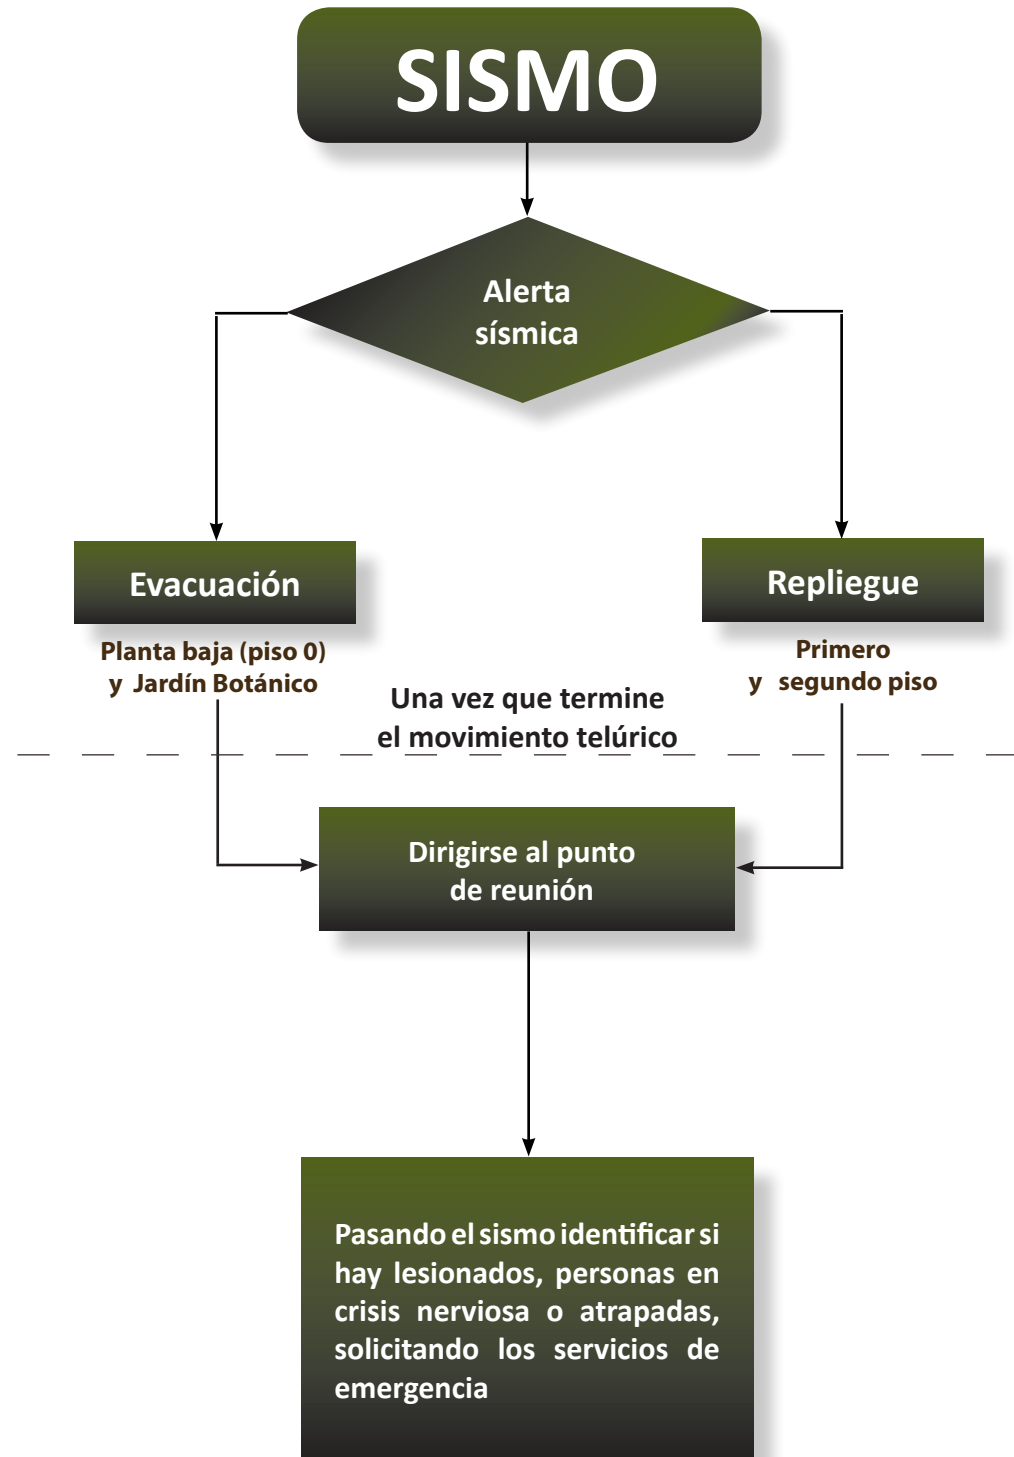 SISMO
Alerta
sísmica
Evacuación
Planta baja (piso 0)
y Jardín Botánico
Repliegue
Primero
y segundo piso
Una vez que termine
el movimiento telúrico
Dirigirse al punto
de reunión
Pasando el sismo identificar si
hay lesionados, personas en
crisis nerviosa o atrapadas,
solicitando los servicios de
emergencia